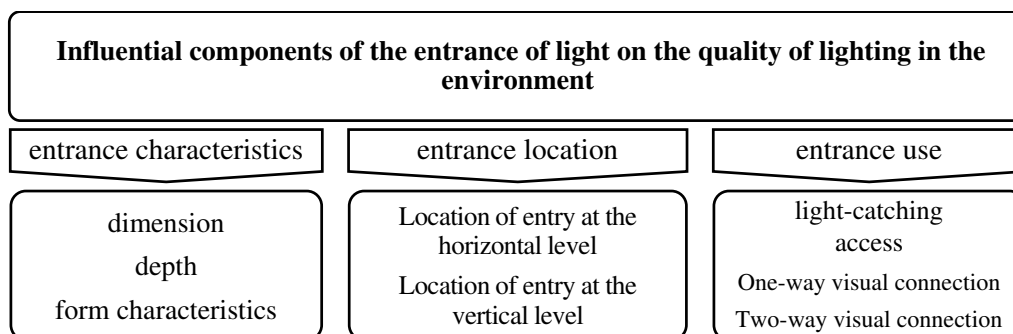 Influential components of the entrance of light on the quality of lighting in the
environment
entrance characteristics
entrance location
entrance use
dimension
depth
form characteristics
Location of entry at the
horizontal level
Location of entry at the
vertical level
light-catching
access
One-way visual connection
Two-way visual connection